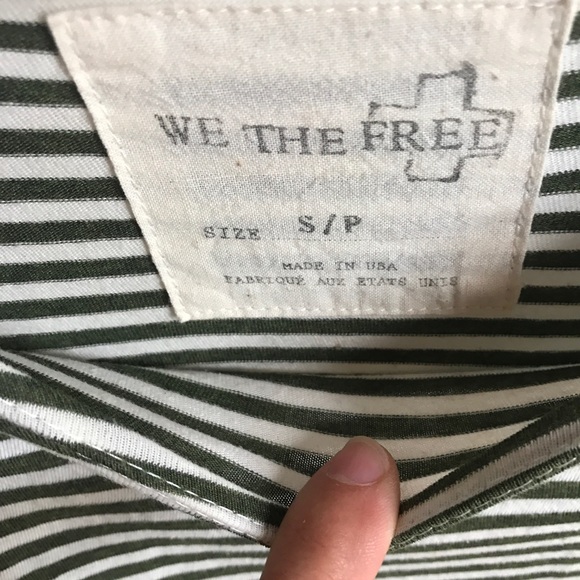 WE THE FREE
SIZE S/P
MADE IN USA
FABRIQUÉ AUX ETATS UNIS